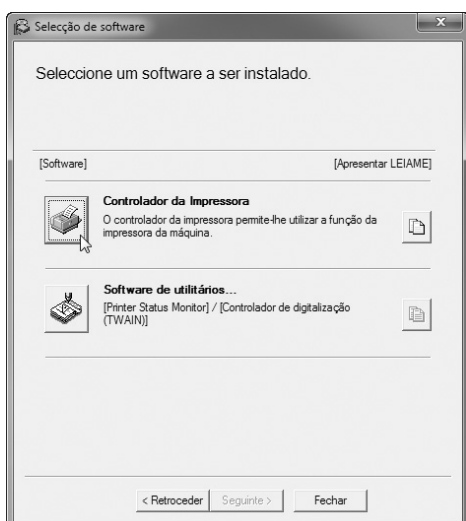 Selecção de software
Seleccione um software a ser instalado.
[Software] [Apresentar LEIAME]
Controlador da Impressora
O controlador da impressora permite-lhe utilizar a função da
impressora da máquina.
Software de utilitários...
[Printer Status Monitor] / [Controlador de digitalização
(TWAIN)]
< Retroceder Seguinte > Fechar